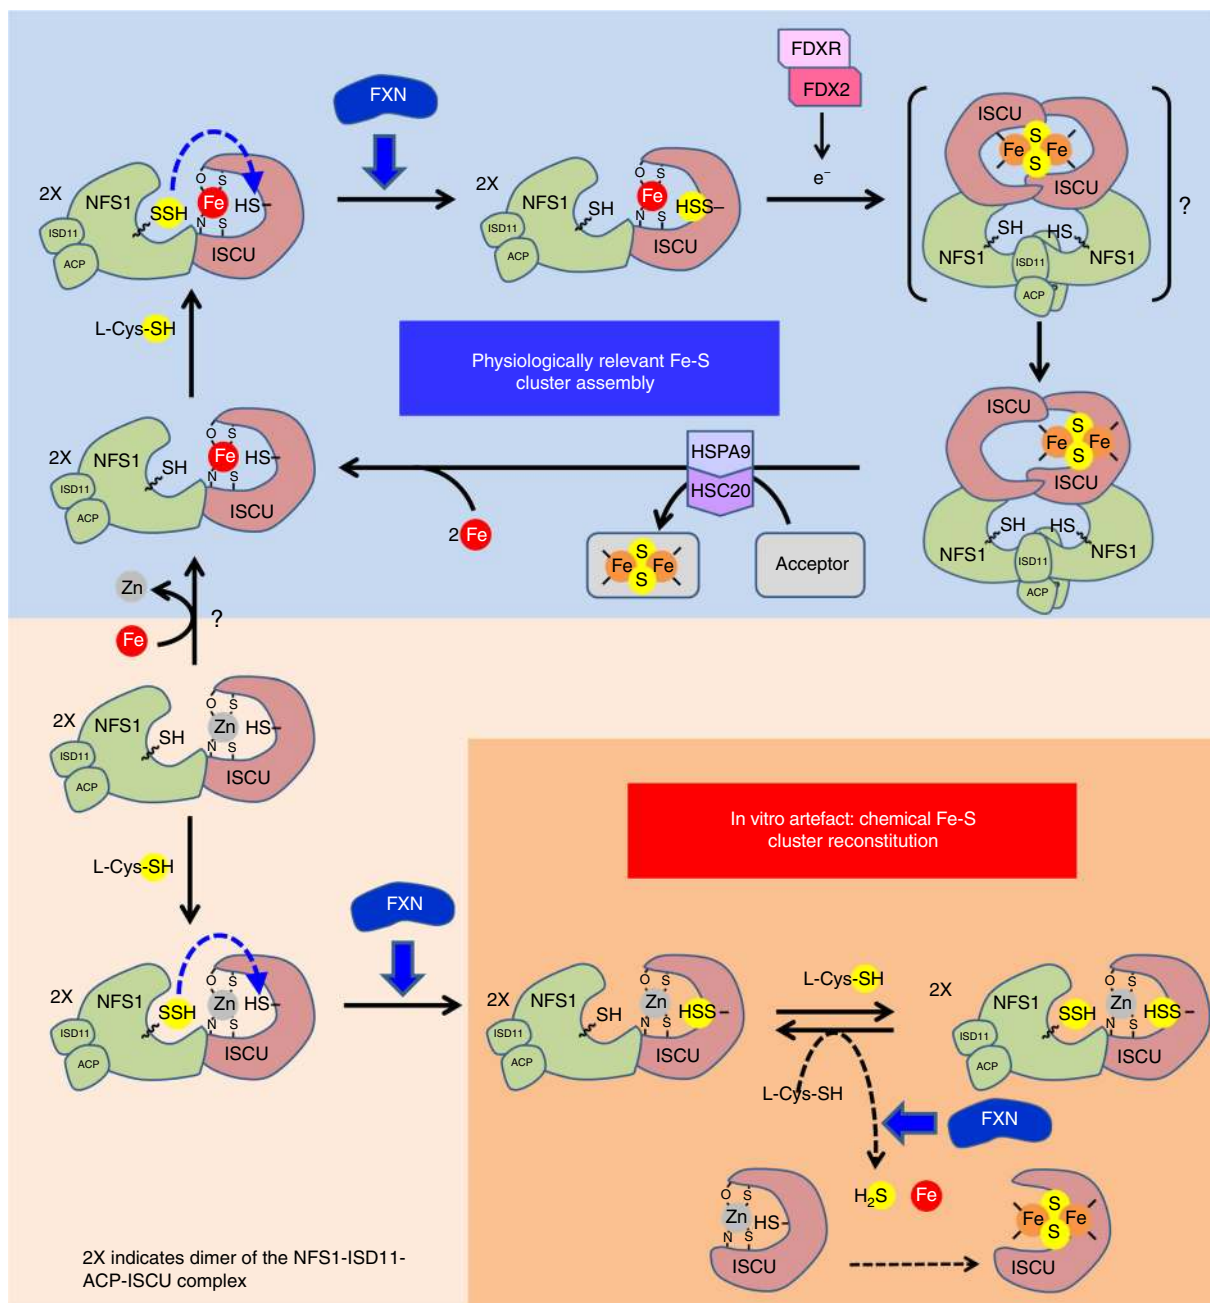 FDXR
FDX2
FXN
e–
2X
NFS1
SSH
O
S
Fe
HS–
N
S
ISCU
ISD11
ACP
2X
NFS1
SH
O
S
Fe
HSS–
N
S
ISCU
ISD11
ACP
ISCU
S
Fe
Fe
S
ISCU
SH
HS
NFS1
ISD11
NFS1
ACP
?
L-Cys-SH
Physiologically relevant Fe-S
cluster assembly
2X
NFS1
SH
O
S
Fe
HS–
N
S
ISCU
ISD11
ACP
HSPA9
HSC20
2 Fe
S
Fe
Fe
S
Acceptor
ISCU
S
Fe
Fe
S
ISCU
SH
HS
NFS1
ISD11
NFS1
ACP
Zn
Fe
?
2X
NFS1
SH
O
S
Zn
HS–
N
S
ISCU
ISD11
ACP
In vitro artefact: chemical Fe-S
cluster reconstitution
L-Cys-SH
FXN
2X
NFS1
SSH
O
S
Zn
HS–
N
S
ISCU
ISD11
ACP
2X
NFS1
SH
O
S
Zn
HSS –
N
S
ISCU
ISD11
ACP
L-Cys-SH
L-Cys-SH
2X
NFS1
SSH
O
S
Zn
HSS –
N
S
ISCU
ISD11
ACP
FXN
H2S
Fe
O
S
Zn
HS–
N
S
ISCU
S
Fe
Fe
S
ISCU
2X indicates dimer of the NFS1-ISD11-
ACP-ISCU complex